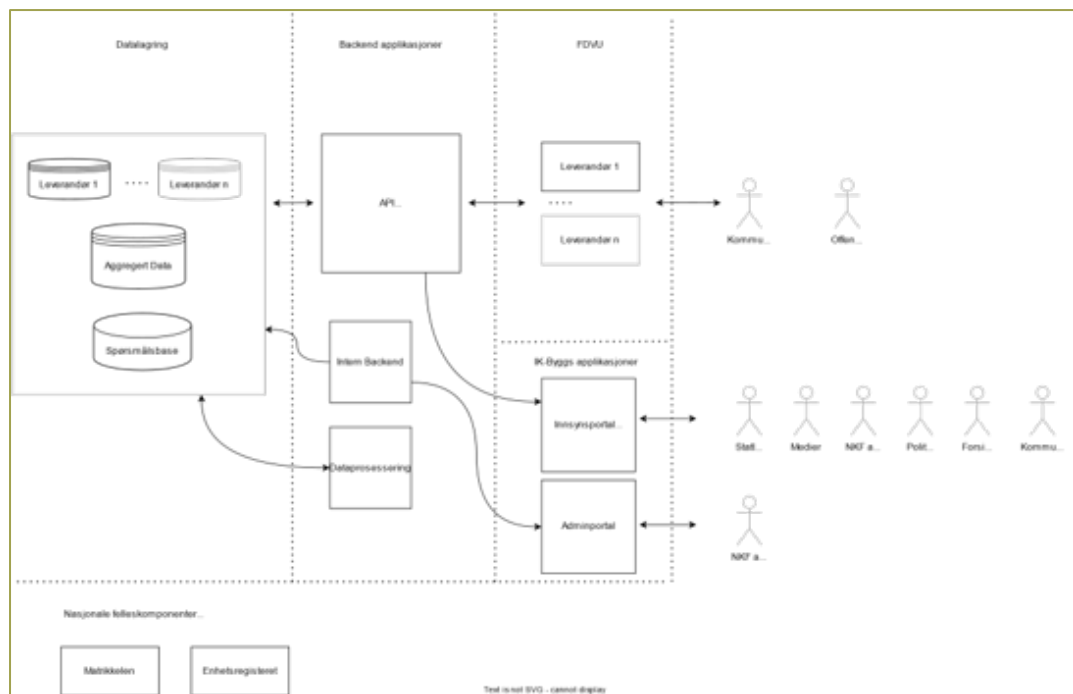 Datalagring
Backend applikasjoner
FDVU
Leverandør 1
....
Leverandør n
Aggregert Data
Spørsmålsbase
API...
Intern Backend
Dataprosessering
Leverandør 1
....
Leverandør n
Kommu...
Offen...
IK-Byggs applikasjoner
Innsynsportal...
Adminportal
Statl...
Medier
NKF a...
Polit...
Forsi...
Kommu...
NKF a...
Nasjonale felleskomponenter...
Matrikkelen
Enhetsregisteret
Text is not SVG - cannot display